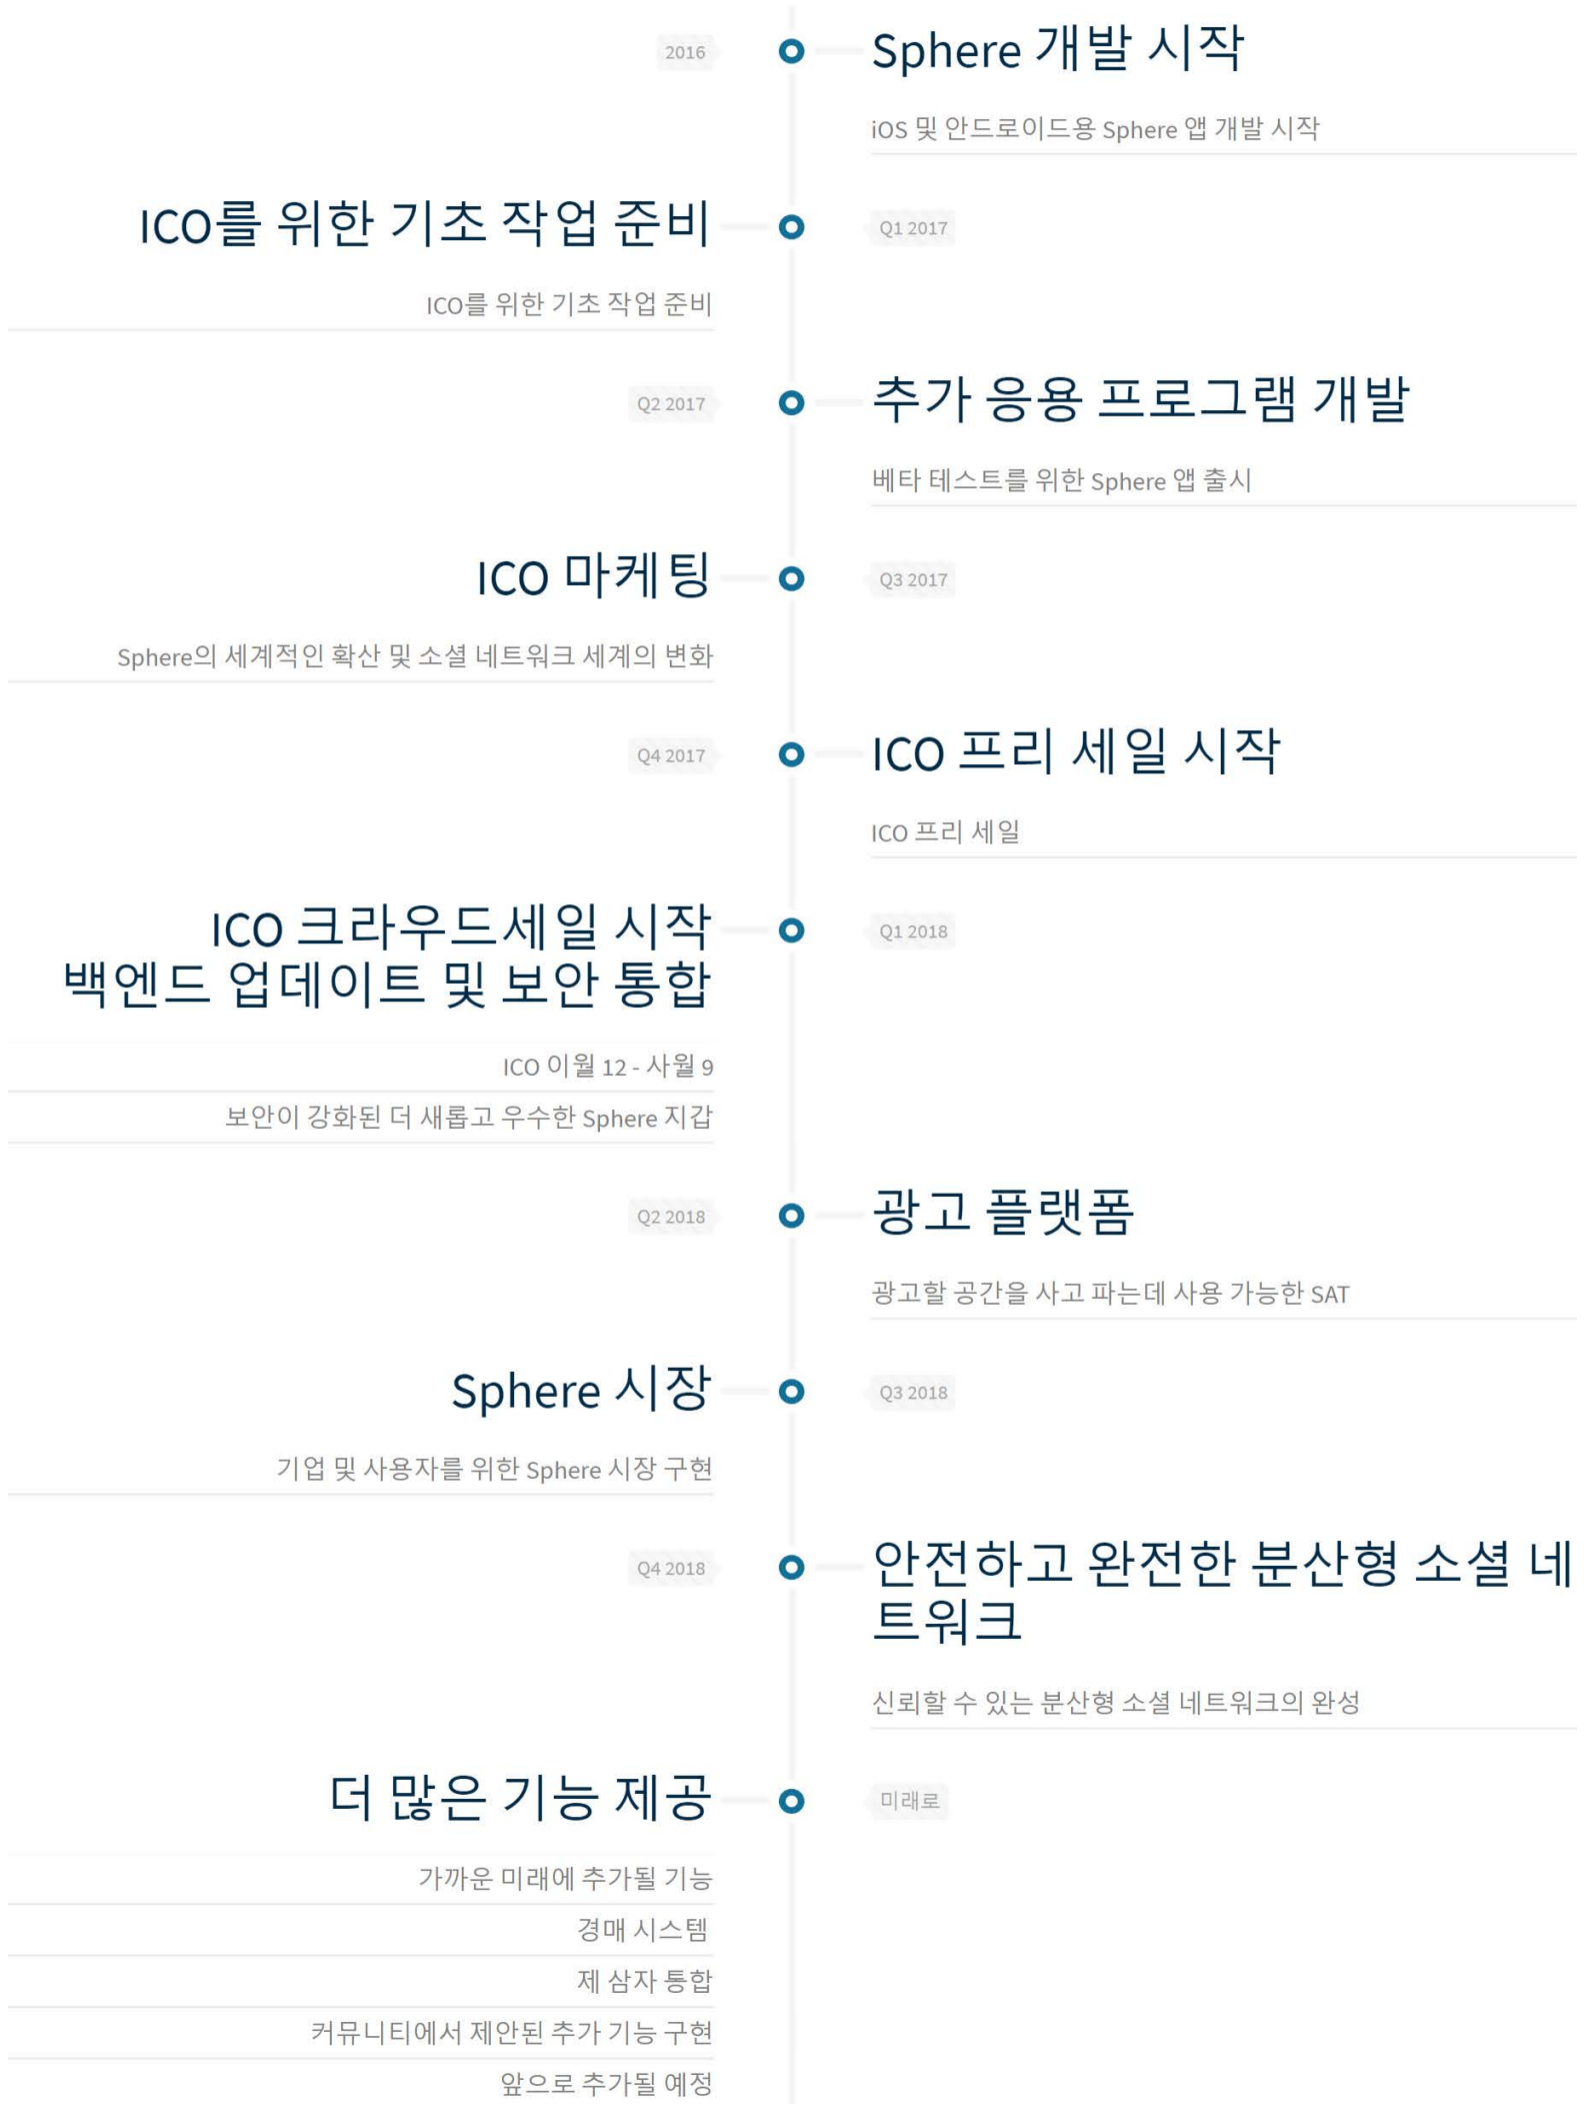 2016
Sphere 개발 시작
iOS 및 안드로이드용 Sphere 앱 개발 시작
ICO를 위한 기초 작업 준비
Q1 2017
ICO를 위한 기초 작업 준비
Q2 2017
추가 응용 프로그램 개발
베타 테스트를 위한 Sphere 앱 출시
ICO 마케팅
Q3 2017
Sphere의 세계적인 확산 및 소셜 네트워크 세계의 변화
Q4 2017
ICO 프리 세일 시작
ICO 프리 세일
ICO 크라우드세일 시작
Q1 2018
백엔드 업데이트 및 보안 통합
ICO 이월 12 - 사월 9
보안이 강화된 더 새롭고 우수한 Sphere 지갑
Q2 2018
광고 플랫폼
광고할 공간을 사고 파는데 사용 가능한 SAT
Sphere 시장
Q3 2018
기업 및 사용자를 위한 Sphere 시장 구현
Q4 2018
안전하고 완전한 분산형 소셜 네
트워크
신뢰할 수 있는 분산형 소셜 네트워크의 완성
더 많은 기능 제공
미래로
가까운 미래에 추가될 기능
경매 시스템
제 삼자 통합
커뮤니티에서 제안된 추가 기능 구현
앞으로 추가될 예정